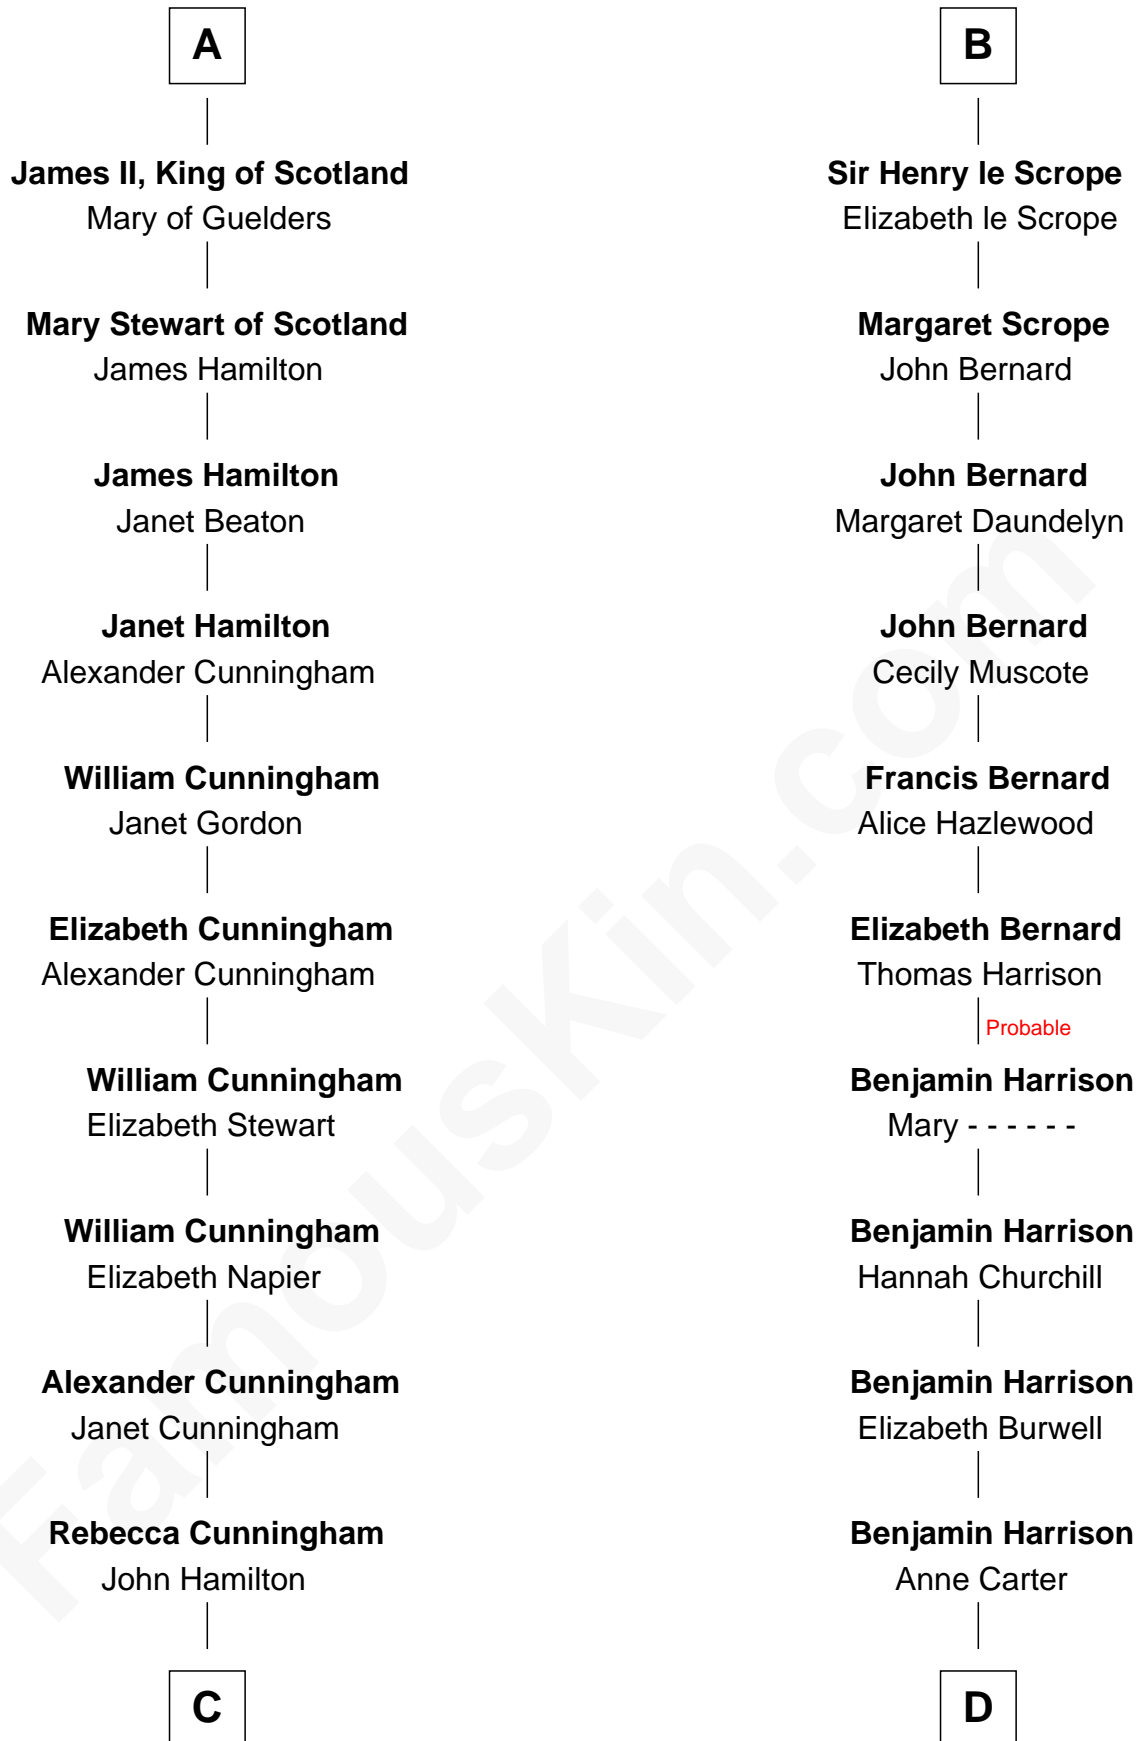 A
James II, King of Scotland
Mary of Guelders
Mary Stewart of Scotland
James Hamilton
James Hamilton
Janet Beaton
Janet Hamilton
Alexander Cunningham
William Cunningham
Janet Gordon
Elizabeth Cunningham
Alexander Cunningham
William Cunningham
Elizabeth Stewart
William Cunningham
Elizabeth Napier
Alexander Cunningham
Janet Cunningham
Rebecca Cunningham
John Hamilton
C
B
Sir Henry le Scrope
Elizabeth le Scrope
Margaret Scrope
John Bernard
John Bernard
Margaret Daundelyn
John Bernard
Cecily Muscote
Francis Bernard
Alice Hazlewood
Elizabeth Bernard
Thomas Harrison
Probable
Benjamin Harrison
Mary - - - - - -
Benjamin Harrison
Hannah Churchill
Benjamin Harrison
Elizabeth Burwell
Benjamin Harrison
Anne Carter
D
FamousKin.com